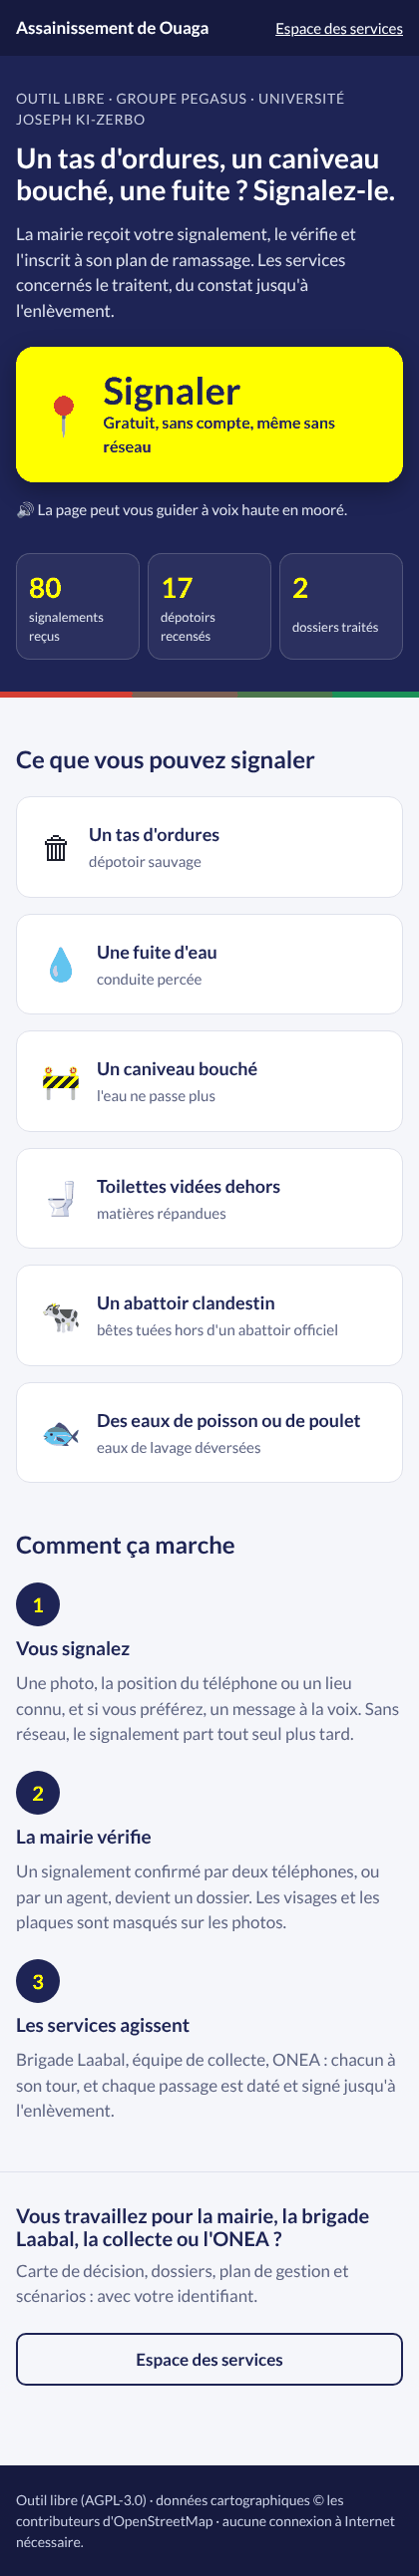 Assainissement de Ouaga
Espace des services
OUTIL LIBRE · GROUPE PEGASUS · UNIVERSITÉ
JOSEPH KI-ZERBO
Un tas d'ordures, un caniveau
bouché, une fuite ? Signalez-le.
La mairie reçoit votre signalement, le vérifie et
l'inscrit à son plan de ramassage. Les services
concernés le traitent, du constat jusqu'à
l'enlèvement.
Signaler
Gratuit, sans compte, même sans
réseau
La page peut vous guider à voix haute en mooré.
80
signalements
reçus
17
dépotoirs
recensés
2
dossiers traités
Ce que vous pouvez signaler
Un tas d'ordures
dépotoir sauvage
Une fuite d'eau
conduite percée
Un caniveau bouché
l'eau ne passe plus
Toilettes vidées dehors
matières répandues
Un abattoir clandestin
bêtes tuées hors d'un abattoir officiel
Des eaux de poisson ou de poulet
eaux de lavage déversées
Comment ça marche
1
Vous signalez
Une photo, la position du téléphone ou un lieu
connu, et si vous préférez, un message à la voix. Sans
réseau, le signalement part tout seul plus tard.
2
La mairie vérifie
Un signalement confirmé par deux téléphones, ou
par un agent, devient un dossier. Les visages et les
plaques sont masqués sur les photos.
3
Les services agissent
Brigade Laabal, équipe de collecte, ONEA : chacun à
son tour, et chaque passage est daté et signé jusqu'à
l'enlèvement.
Vous travaillez pour la mairie, la brigade
Laabal, la collecte ou l'ONEA ?
Carte de décision, dossiers, plan de gestion et
scénarios : avec votre identifiant.
Espace des services
Outil libre (AGPL-3.0) · données cartographiques © les
contributeurs d'OpenStreetMap · aucune connexion à Internet
nécessaire.